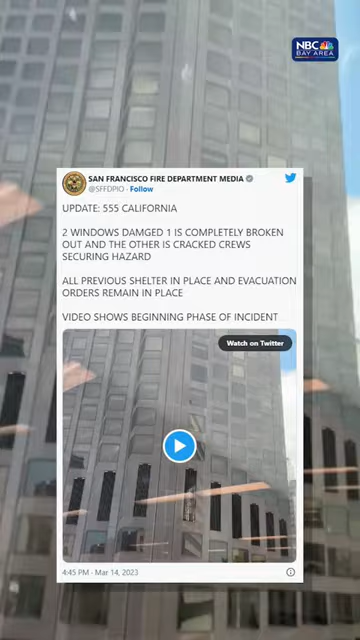 NBC
BAY AREA
SAN FRANCISCO FIRE DEPARTMENT MEDIA
@SFFDPIO · Follow
UPDATE: 555 CALIFORNIA
2 WINDOWS DAMGED 1 IS COMPLETELY BROKEN
OUT AND THE OTHER IS CRACKED CREWS
SECURING HAZARD
ALL PREVIOUS SHELTER IN PLACE AND EVACUATION
ORDERS REMAIN IN PLACE
VIDEO SHOWS BEGINNING PHASE OF INCIDENT
Watch on Twitter
4:45 PM - Mar 14, 2023